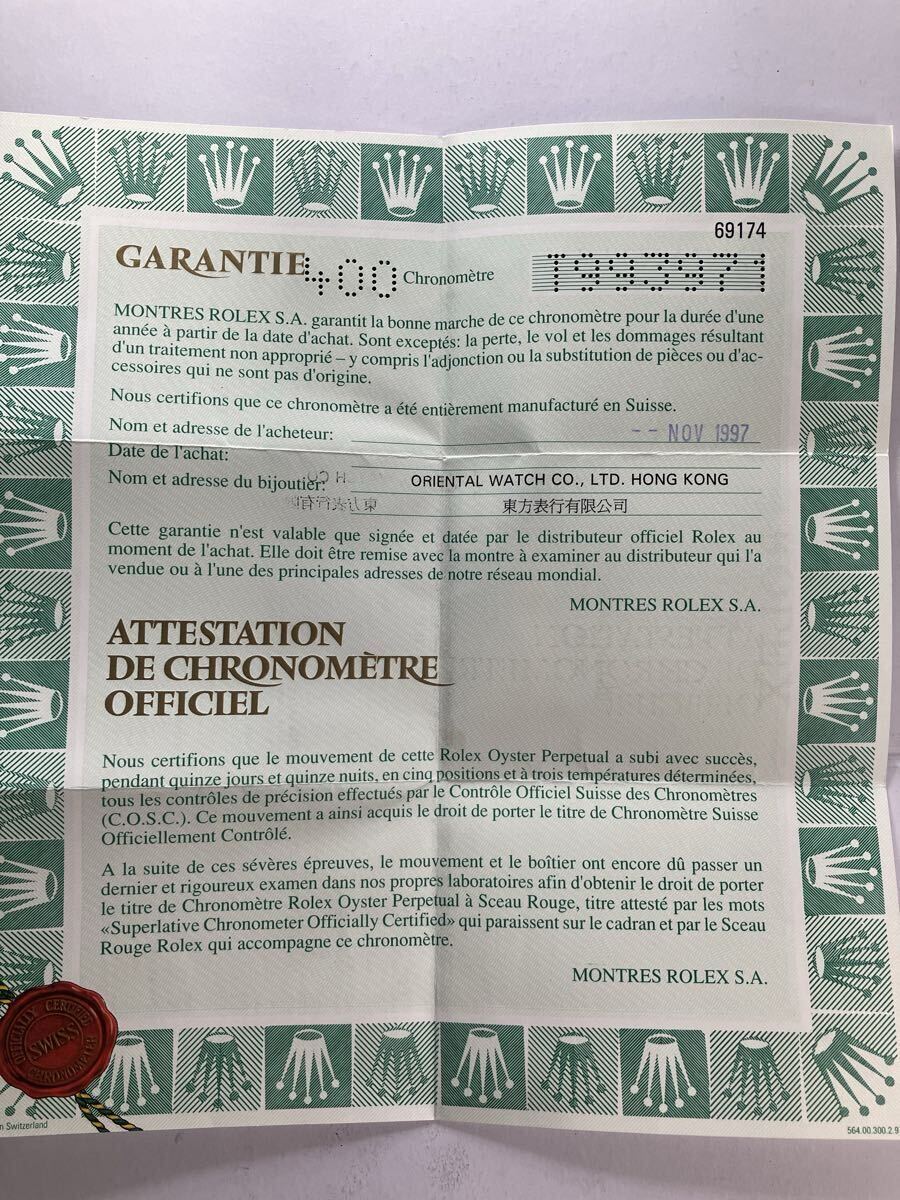 69174
GARANTIE 400 Chronomètre T993971
MONTRES ROLEX S.A. garantit la bonne marche de ce chronomètre pour la durée d'une
année à partir de la date d'achat. Sont exceptés: la perte, le vol et les dommages résultant
d'un traitement non approprié – y compris l'adjonction ou la substitution de pièces ou d'ac-
cessoires qui ne sont pas d'origine.
Nous certifions que ce chronomètre a été entièrement manufacturé en Suisse.
Nom et adresse de l'acheteur:
-- NOV 1997
Date de l'achat:
Nom et adresse du bijoutier: ORIENTAL WATCH CO., LTD. HONG KONG
東方表行有限公司
Cette garantie n'est valable que signée et datée par le distributeur officiel Rolex au
moment de l'achat. Elle doit être remise avec la montre à examiner au distributeur qui l'a
vendue ou à l'une des principales adresses de notre réseau mondial.
MONTRES ROLEX S.A.
ATTESTATION
DE CHRONOMÈTRE
OFFICIEL
Nous certifions que le mouvement de cette Rolex Oyster Perpetual a subi avec succès,
pendant quinze jours et quinze nuits, en cinq positions et à trois températures déterminées,
tous les contrôles de précision effectués par le Contrôle Officiel Suisse des Chronomètres
(C.O.S.C.). Ce mouvement a ainsi acquis le droit de porter le titre de Chronomètre Suisse
Officiellement Contrôlé.
A la suite de ces sévères épreuves, le mouvement et le boîtier ont encore dû passer un
dernier et rigoureux examen dans nos propres laboratoires afin d'obtenir le droit de porter
le titre de Chronomètre Rolex Oyster Perpetual à Sceau Rouge, titre attesté par les mots
«Superlative Chronometer Officially Certified» qui paraissent sur le cadran et par le Sceau
Rouge Rolex qui accompagne ce chronomètre.
MONTRES ROLEX S.A.
OFFICIALLY CERTIFIED
SWISS
CHRONOMETER
n Switzerland
564.00.300.2.9